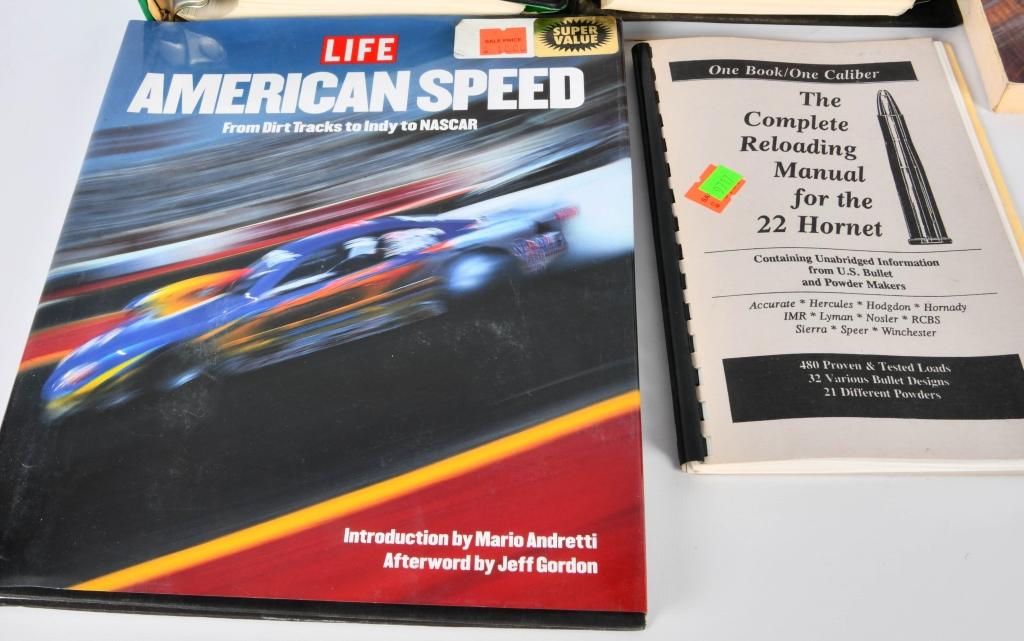 LIFE
AMERICAN SPEED
From Dirt Tracks to Indy to NASCAR
SALE PRICE
SUPER
VALUE
Introduction by Mario Andretti
Afterword by Jeff Gordon
One Book/One Caliber
The
Complete
Reloading
Manual
for the
22 Hornet
Containing Unabridged Information
from U.S. Bullet
and Powder Makers
Accurate * Hercules * Hodgdon * Hornady
IMR * Lyman * Nosler * RCBS
Sierra * Speer * Winchester
480 Proven & Tested Loads
32 Various Bullet Designs
21 Different Powders